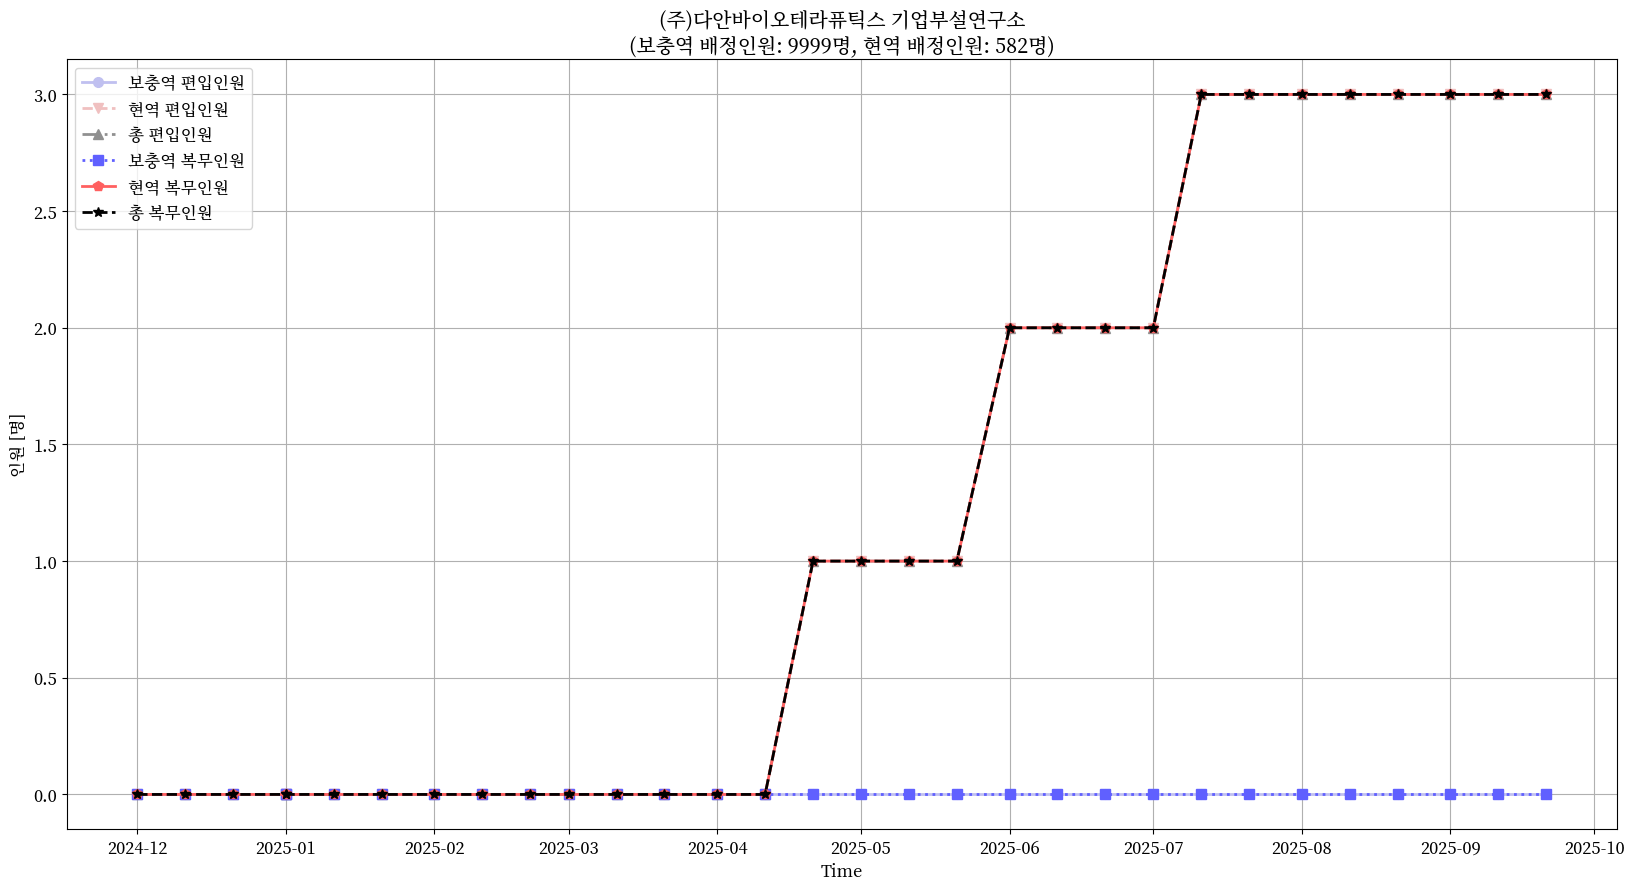 (주)다안바이오테라퓨틱스 기업부설연구소
(보충역 배정인원: 9999명, 현역 배정인원: 582명)
보충역 편입인원
현역 편입인원
총 편입인원
보충역 복무인원
현역 복무인원
총 복무인원
3.0
2.5
2.0
1.5
1.0
0.5
0.0
인원 [명]
2024-12 2025-01 2025-02 2025-03 2025-04 2025-05 2025-06 2025-07 2025-08 2025-09 2025-10
Time